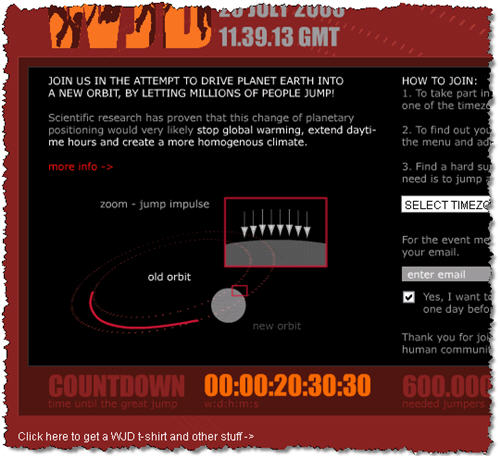 WJD
20 JULY 2006
11.39.13 GMT
JOIN US IN THE ATTEMPT TO DRIVE PLANET EARTH INTO
A NEW ORBIT, BY LETTING MILLIONS OF PEOPLE JUMP!
Scientific research has proven that this change of planetary
positioning would very likely stop global warming, extend dayti-
me hours and create a more homogenous climate.
more info ->
zoom - jump impulse
old orbit
new orbit
HOW TO JOIN:
1. To take part in
one of the timezo
2. To find out you
the menu and ad
3. Find a hard su
need is to jump
SELECT TIMEZO
For the event me
your email.
enter email
Yes, I want to
one day befo
Thank you for joi
human communit
COUNTDOWN
time until the great jump
00:00:20:30:30
w:d:h:m:s
600.000
needed jumpers
Click here to get a WJD t-shirt and other stuff ->